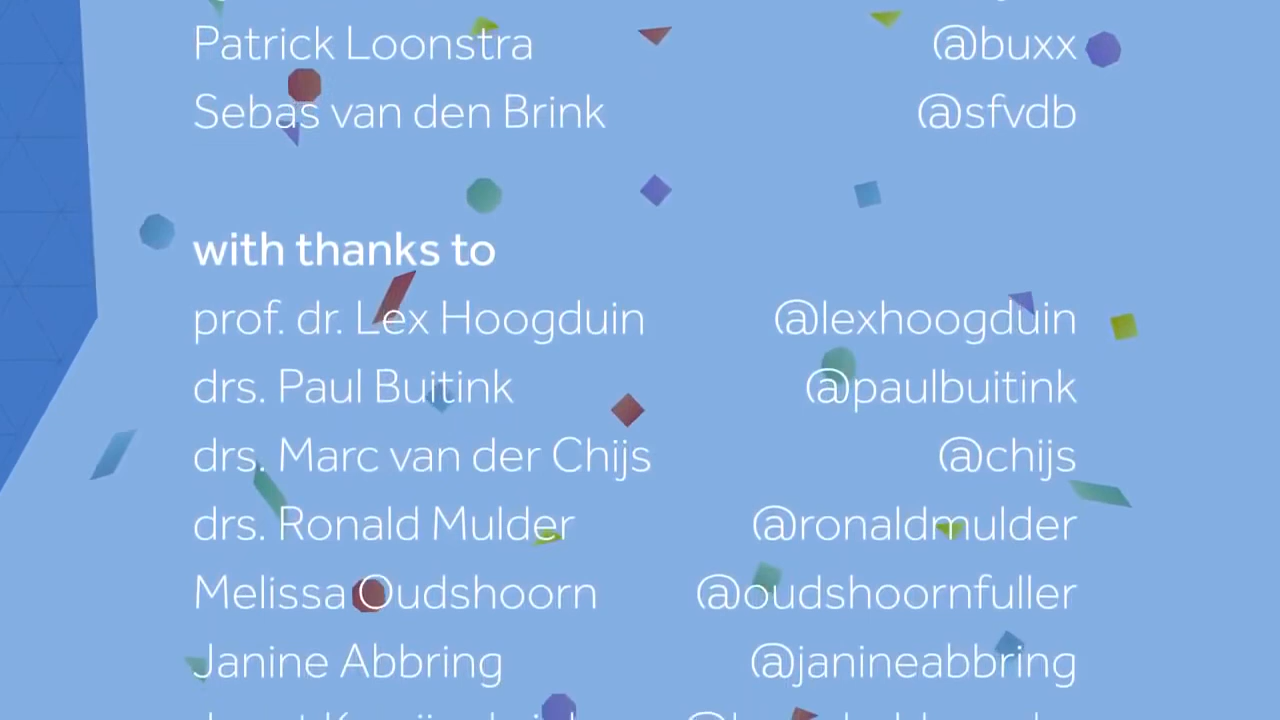 Patrick Loonstra @buxx
Sebas van den Brink @sfvdb
with thanks to
prof. dr. Lex Hoogduin @lexhoogduin
drs. Paul Buitink @paulbuitink
drs. Marc van der Chijs @chijs
drs. Ronald Mulder @ronaldmulder
Melissa Oudshoorn @oudshoornfuller
Janine Abbring @janineabbring